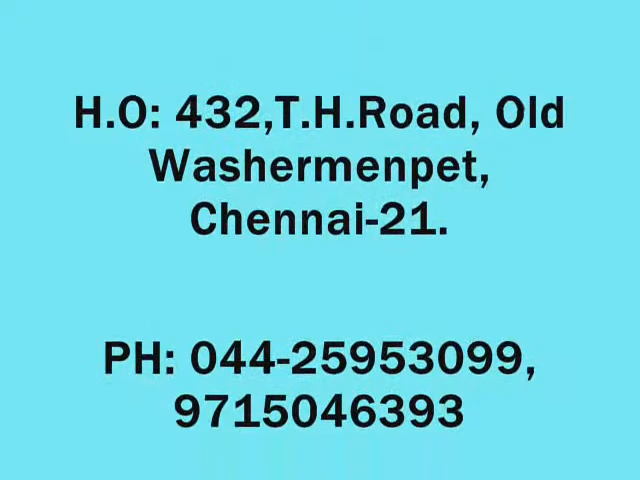 H.O: 432,T.H.Road, Old
Washermenpet,
Chennai-21.
PH: 044-25953099,
9715046393